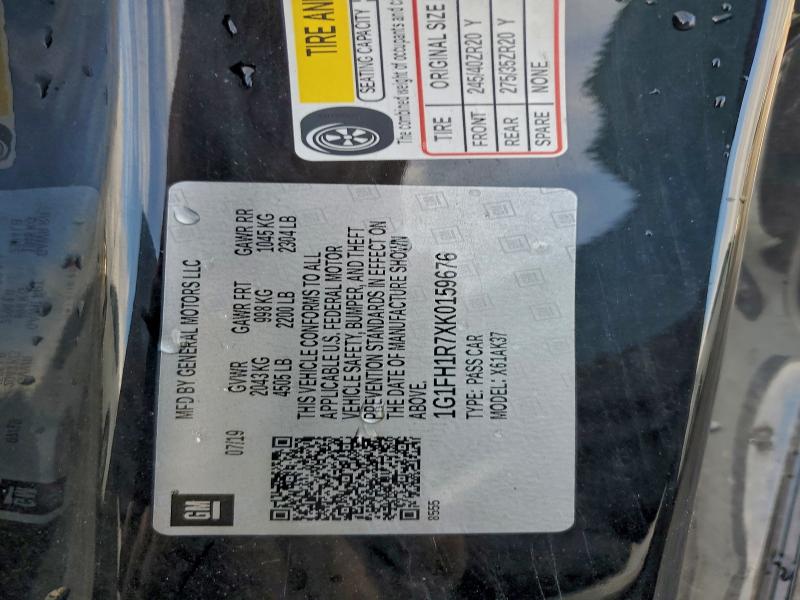 GM
MFD BY GENERAL MOTORS LLC
07/19
GVWR GAWR FRT GAWR RR
2043 KG 998 KG 1045 KG
4505 LB 2200 LB 2304 LB
THIS VEHICLE CONFORMS TO ALL
APPLICABLE U.S. FEDERAL MOTOR
VEHICLE SAFETY, BUMPER, AND THEFT
PREVENTION STANDARDS IN EFFECT ON
THE DATE OF MANUFACTURE SHOWN
ABOVE.
8555
1G1FH1R7XK0159676
TYPE: PASS CAR
MODEL: X61AK37
TIRE AN
SEATING CAPACITY
The combined weight of occupants and c
TIRE ORIGINAL SIZE
FRONT 245/40ZR20 Y
REAR 275/35ZR20 Y
SPARE NONE